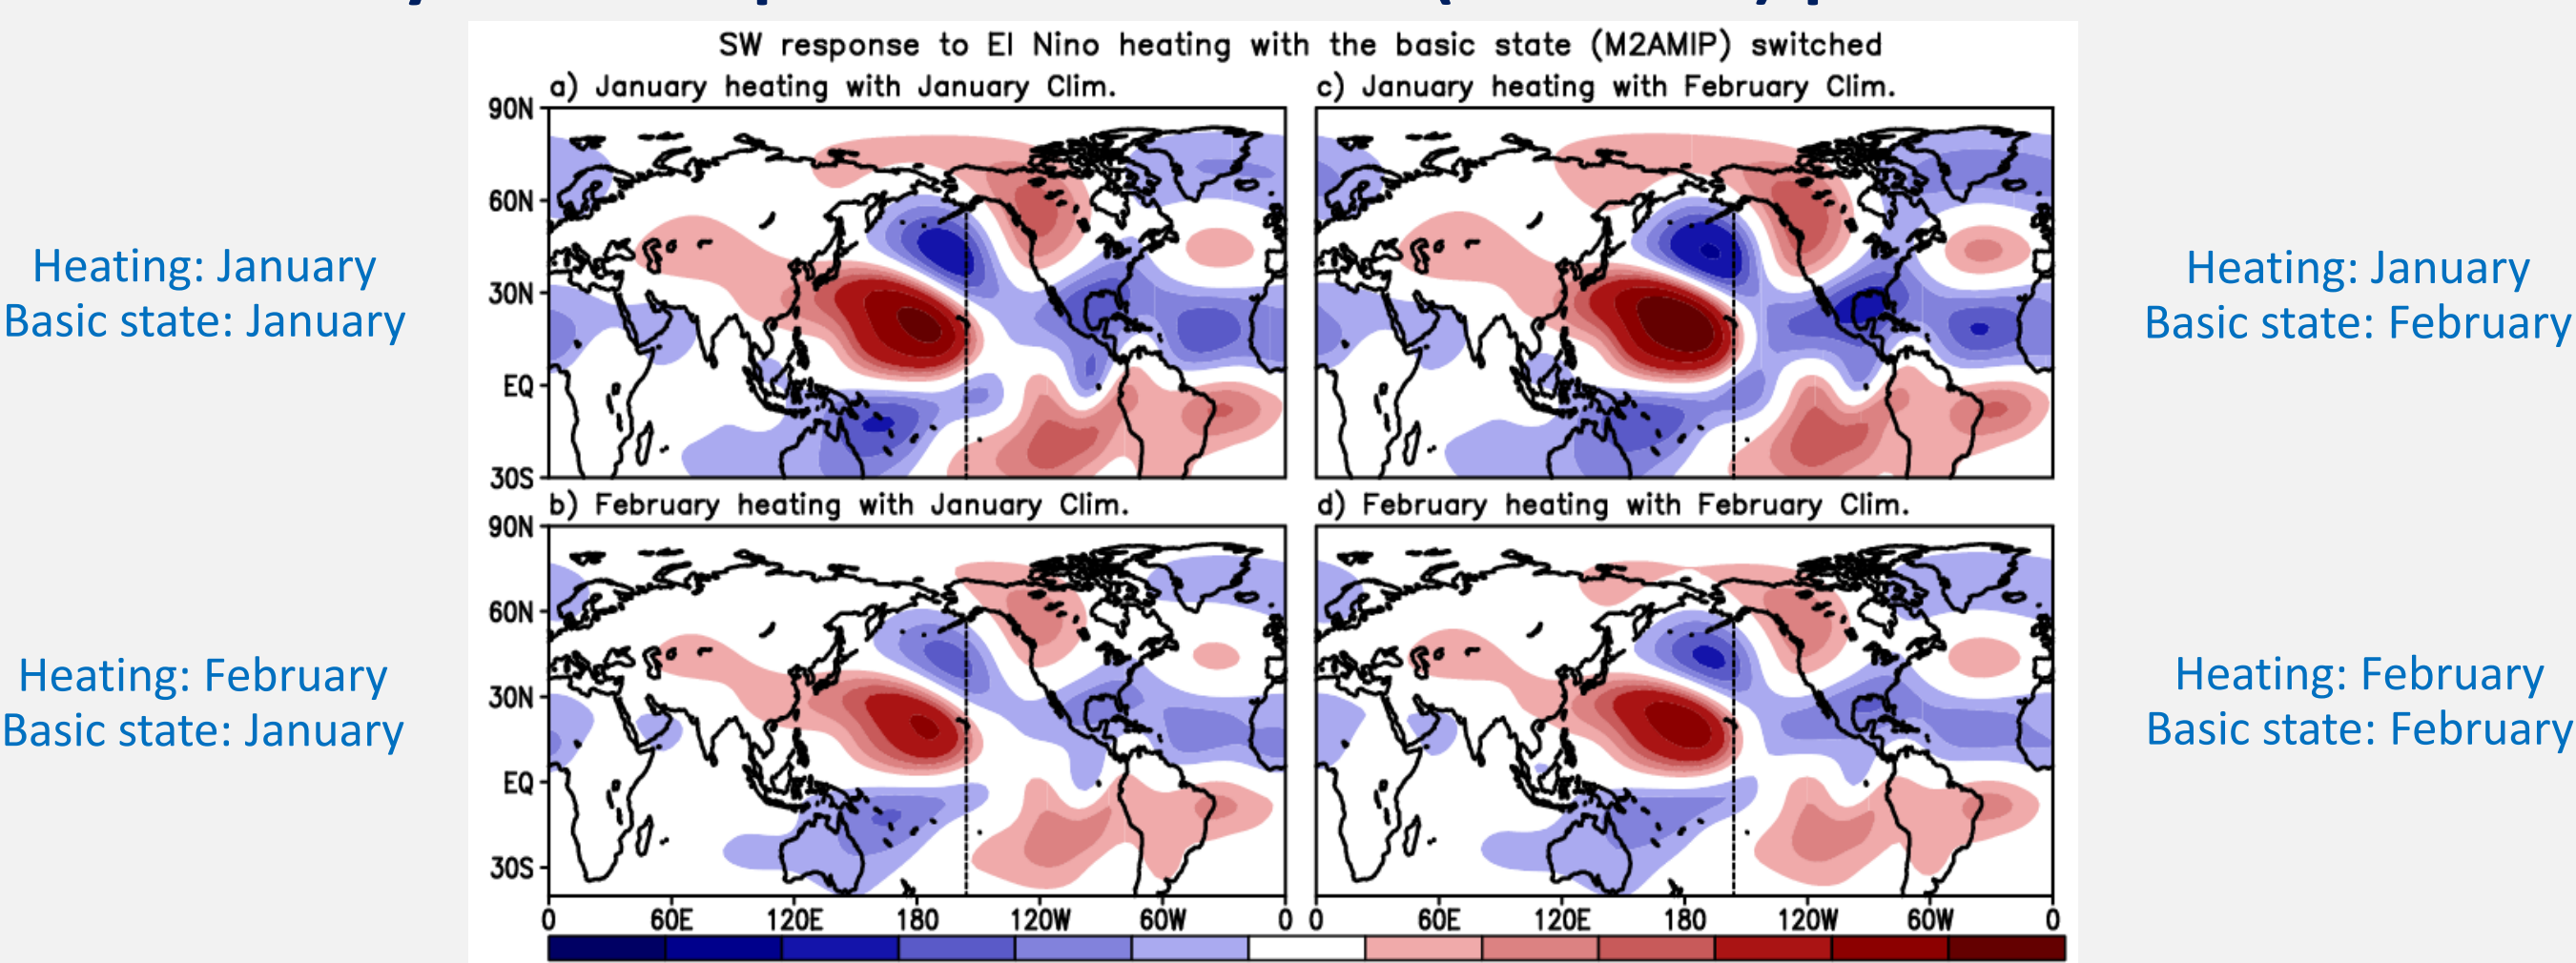 SW response to El Nino heating with the basic state (M2AMIP) switched
a) January heating with January Clim.
c) January heating with February Clim.
90N
60N
30N
EQ
30S
Heating: January
Basic state: January
Heating: January
Basic state: February
b) February heating with January Clim.
d) February heating with February Clim.
90N
60N
30N
EQ
30S
Heating: February
Basic state: January
Heating: February
Basic state: February
0 60E 120E 180 120W 60W 0
0 60E 120E 180 120W 60W 0